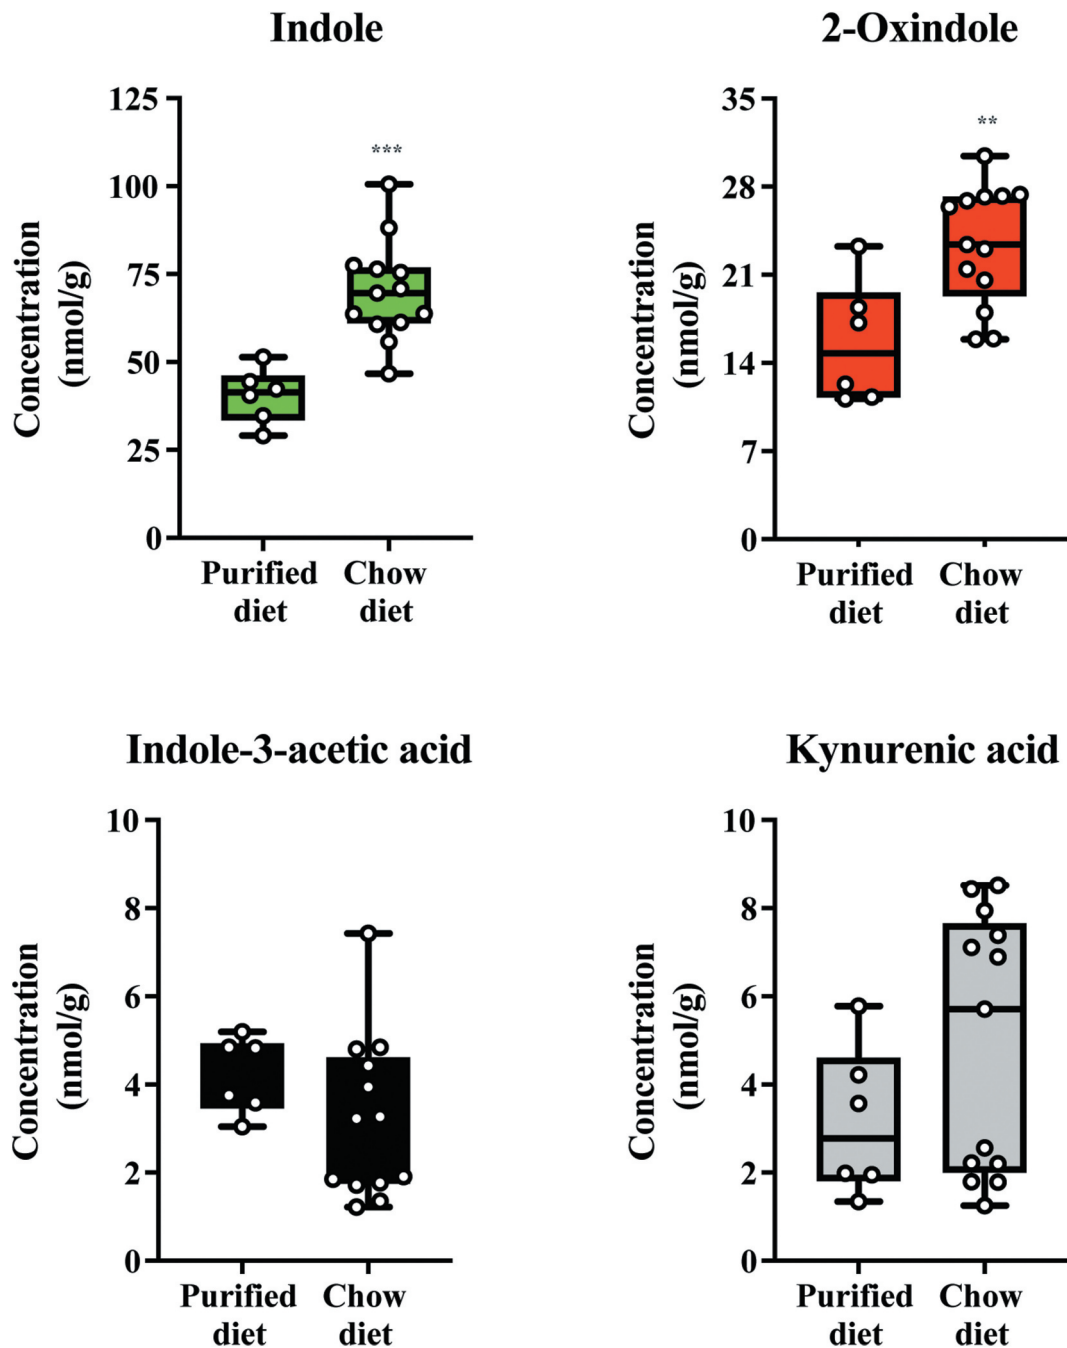 Indole
Concentration
(nmol/g)
125
100
75
50
25
0
***
Purified
diet
Chow
diet
2-Oxindole
Concentration
(nmol/g)
35
28
21
14
7
0
**
Purified
diet
Chow
diet
Indole-3-acetic acid
Concentration
(nmol/g)
10
8
6
4
2
0
Purified
diet
Chow
diet
Kynurenic acid
Concentration
(nmol/g)
10
8
6
4
2
0
Purified
diet
Chow
diet